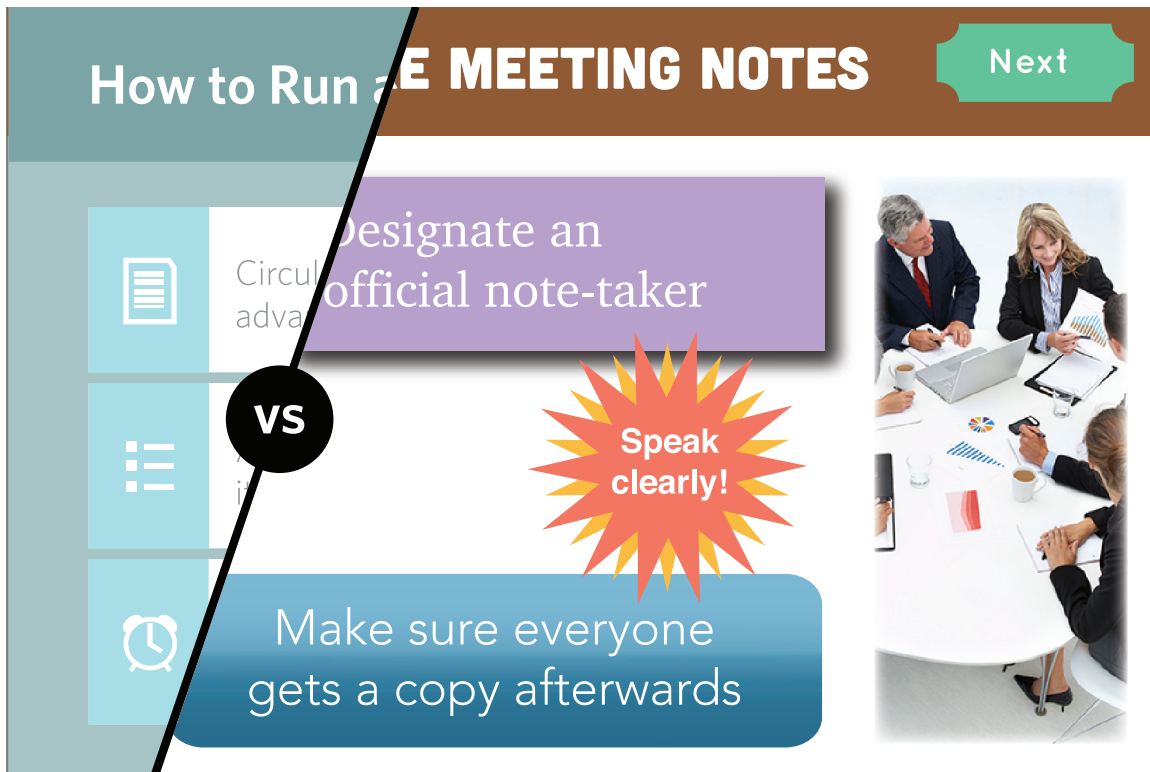 How to Run a
E MEETING NOTES
Next
Circul
adva
Designate an
official note-taker
VS
Speak
clearly!
Make sure everyone
gets a copy afterwards